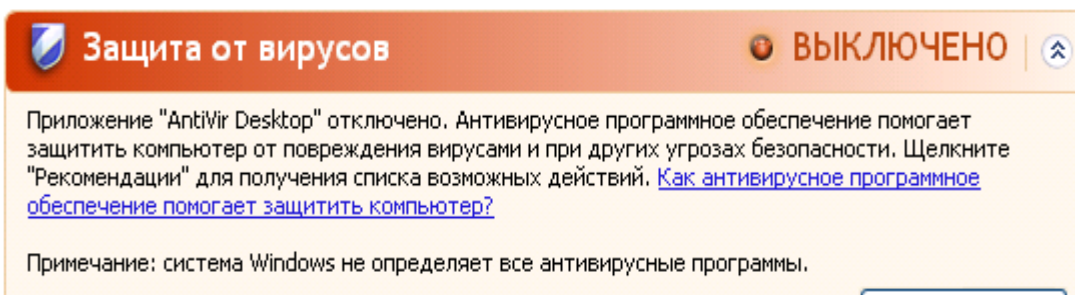 Защита от вирусов ВЫКЛЮЧЕНО
Приложение "AntiVir Desktop" отключено. Антивирусное программное обеспечение помогает
защитить компьютер от повреждения вирусами и при других угрозах безопасности. Щелкните
"Рекомендации" для получения списка возможных действий. Как антивирусное программное
обеспечение помогает защитить компьютер?
Примечание: система Windows не определяет все антивирусные программы.